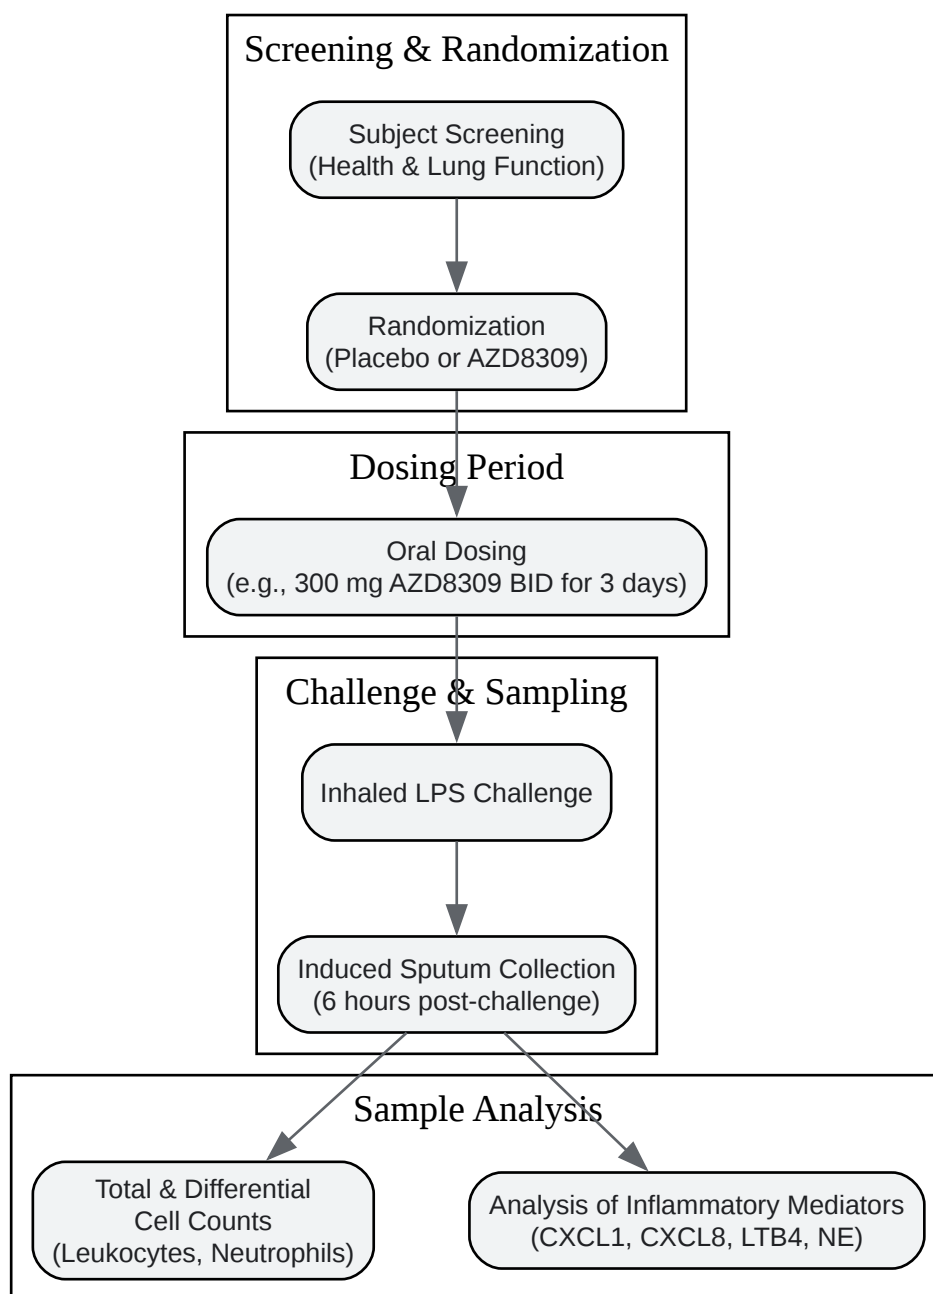 Screening & Randomization
Subject Screening
(Health & Lung Function)
Randomization
(Placebo or AZD8309)
Dosing Period
Oral Dosing
(e.g., 300 mg AZD8309 BID for 3 days)
Challenge & Sampling
Inhaled LPS Challenge
Induced Sputum Collection
(6 hours post-challenge)
Sample Analysis
Total & Differential
Cell Counts
(Leukocytes, Neutrophils)
Analysis of Inflammatory Mediators
(CXCL1, CXCL8, LTB4, NE)